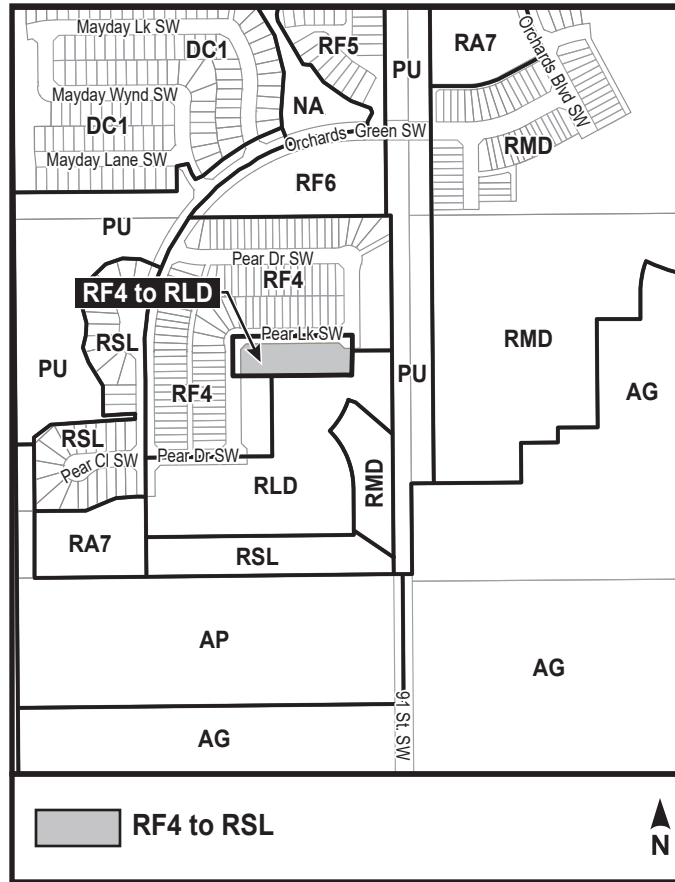 Mayday Lk SW
DC1
RF5
RA7
Orchards Blvd SW
PU
Mayday Wynd SW
NA
DC1
Orchards Green SW
RMD
Mayday Lane SW
RF6
PU
Pear Dr SW
RF4
RF4 to RLD
Pear Lk SW
RSL
RMD
PU
PU
RF4
AG
RSL
Pear Cl SW
Pear Dr SW
RLD
RMD
RA7
RSL
AP
AG
91 St. SW
AG
RF4 to RSL
N